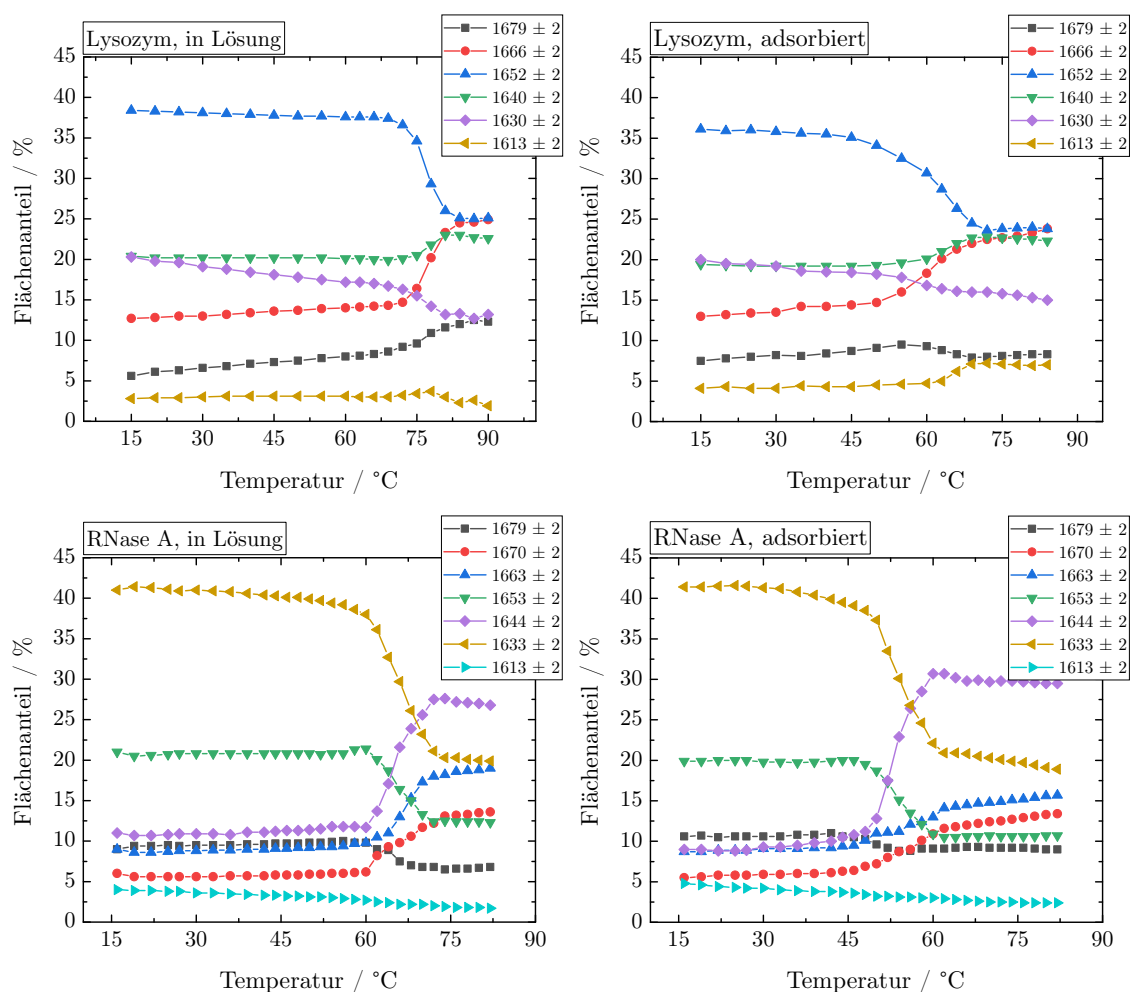 Lysozym, in Lösung
1679 ± 2
1666 ± 2
1652 ± 2
1640 ± 2
1630 ± 2
1613 ± 2
45
40
35
30
25
20
15
10
5
0
Flächenanteil / %
15 30 45 60 75 90
Temperatur / °C
Lysozym, adsorbiert
1679 ± 2
1666 ± 2
1652 ± 2
1640 ± 2
1630 ± 2
1613 ± 2
45
40
35
30
25
20
15
10
5
0
Flächenanteil / %
15 30 45 60 75 90
Temperatur / °C
RNase A, in Lösung
1679 ± 2
1670 ± 2
1663 ± 2
1653 ± 2
1644 ± 2
1633 ± 2
1613 ± 2
45
40
35
30
25
20
15
10
5
0
Flächenanteil / %
15 30 45 60 75 90
Temperatur / °C
RNase A, adsorbiert
1679 ± 2
1670 ± 2
1663 ± 2
1653 ± 2
1644 ± 2
1633 ± 2
1613 ± 2
45
40
35
30
25
20
15
10
5
0
Flächenanteil / %
15 30 45 60 75 90
Temperatur / °C